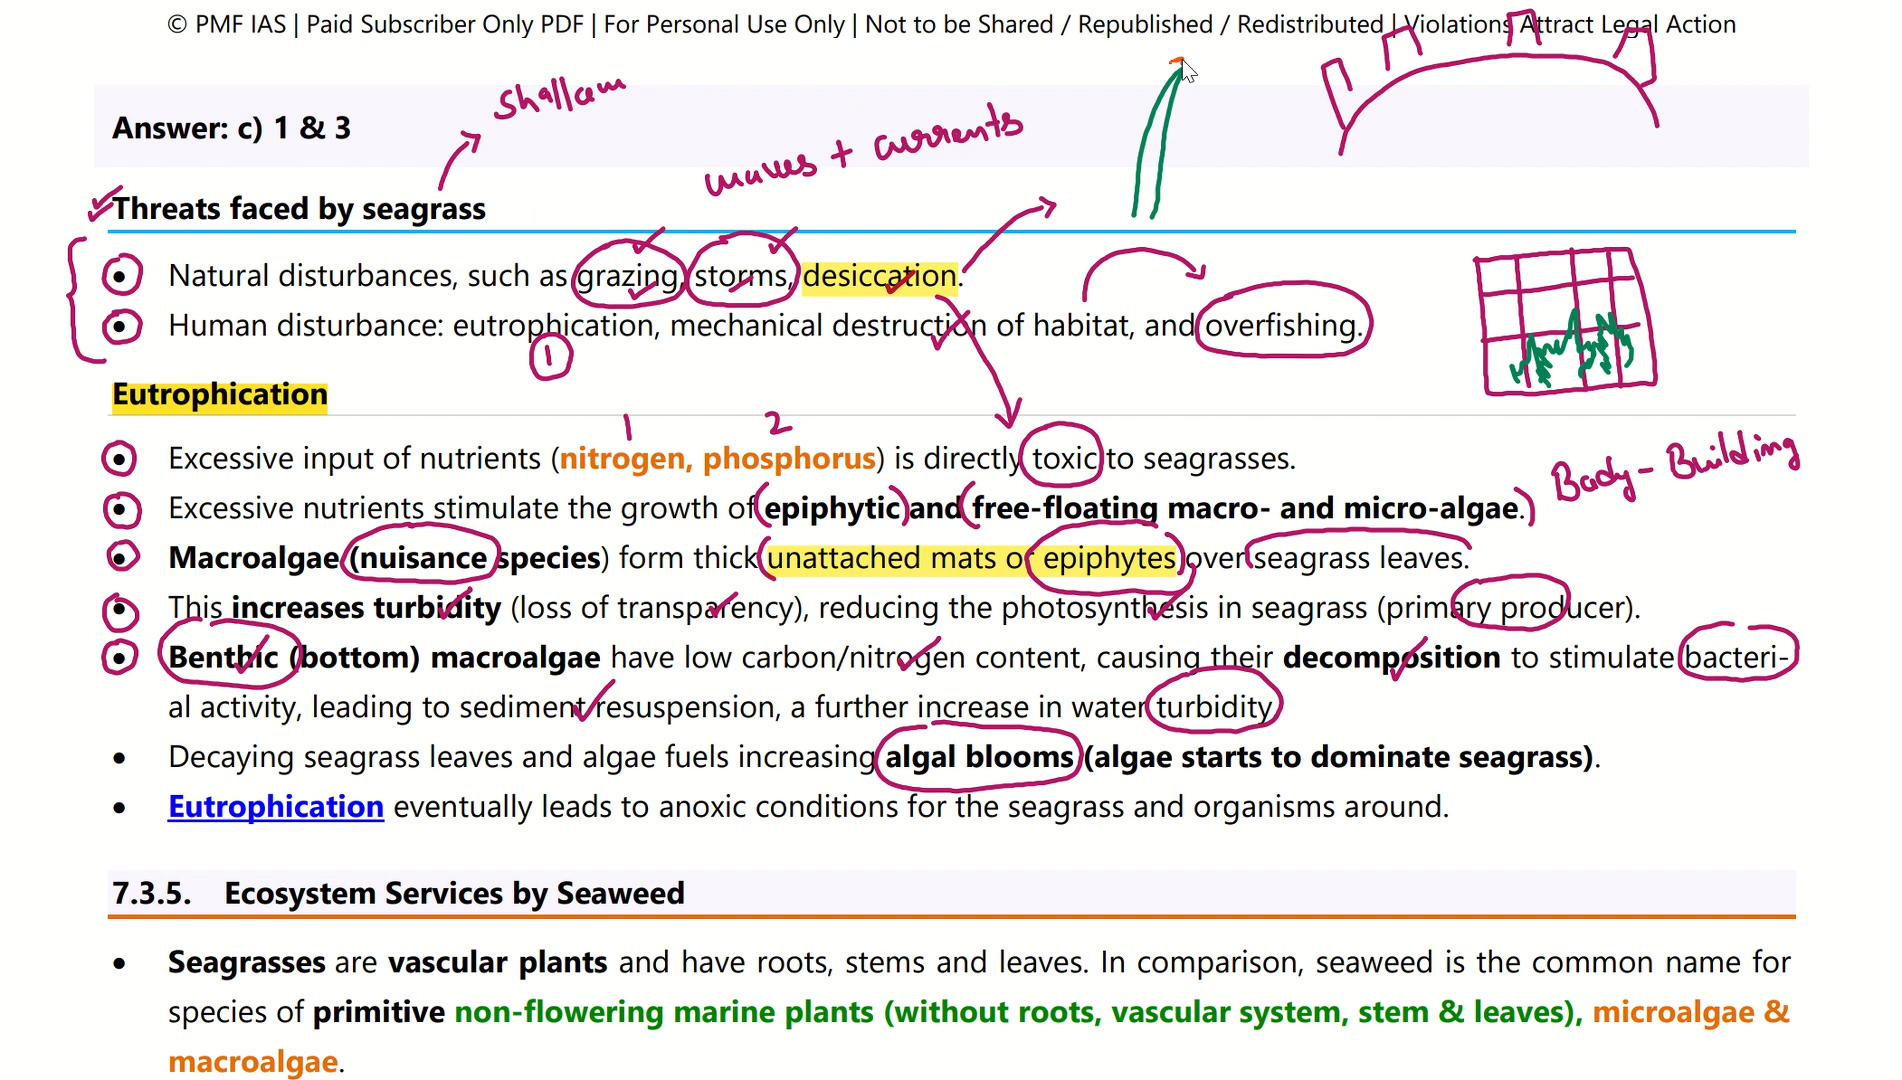 © PMF IAS | Paid Subscriber Only PDF | For Personal Use Only | Not to be Shared / Republished / Redistributed | Violations Attract Legal Action
Shallow
Answer: c) 1 & 3
waves + currents
Threats faced by seagrass
• Natural disturbances, such as grazing, storms, desiccation.
• Human disturbance: eutrophication, mechanical destruction of habitat, and overfishing.
1
Eutrophication
1 2
• Excessive input of nutrients (nitrogen, phosphorus) is directly toxic to seagrasses.
Body-Building
• Excessive nutrients stimulate the growth of epiphytic and free-floating macro- and micro-algae.
• Macroalgae (nuisance species) form thick unattached mats or epiphytes over seagrass leaves.
• This increases turbidity (loss of transparency), reducing the photosynthesis in seagrass (primary producer).
• Benthic (bottom) macroalgae have low carbon/nitrogen content, causing their decomposition to stimulate bacteri-
al activity, leading to sediment resuspension, a further increase in water turbidity
• Decaying seagrass leaves and algae fuels increasing algal blooms (algae starts to dominate seagrass).
• Eutrophication eventually leads to anoxic conditions for the seagrass and organisms around.
7.3.5. Ecosystem Services by Seaweed
• Seagrasses are vascular plants and have roots, stems and leaves. In comparison, seaweed is the common name for
species of primitive non-flowering marine plants (without roots, vascular system, stem & leaves), microalgae &
macroalgae.